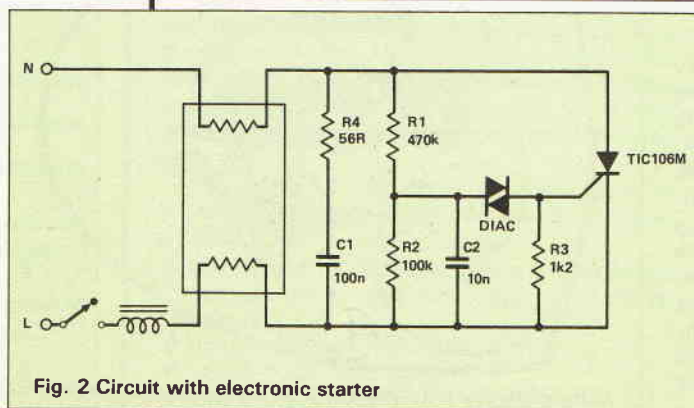 N
R4
56R
R1
470k
TIC106M
DIAC
C1
100n
R2
100k
C2
10n
R3
1k2
L
Fig. 2 Circuit with electronic starter